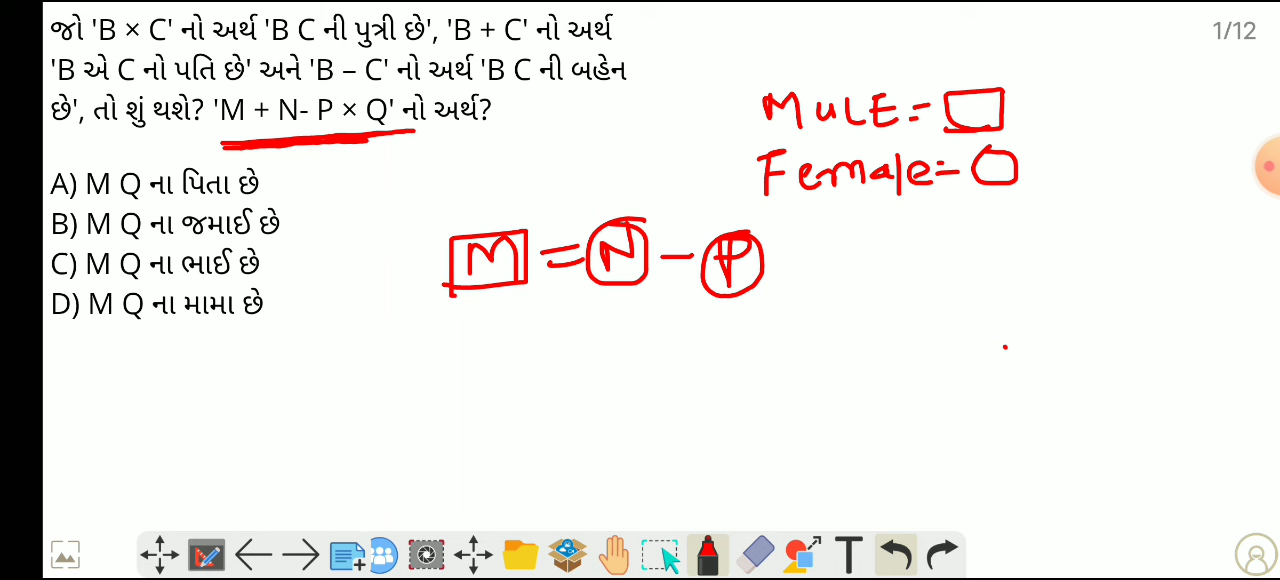 જો 'B × C' નો અર્થ 'B C ની પુત્રી છે', 'B + C' નો અર્થ
'B એ C નો પતિ છે' અને 'B – C' નો અર્થ 'B C ની બહેન
છે', તો શું થશે? 'M + N- P × Q' નો અર્થ?
A) M Q ના પિતા છે
B) M Q ના જમાઈ છે
C) M Q ના ભાઈ છે
D) M Q ના મામા છે
1/12
MuLE=
Female=
M = N - P
T